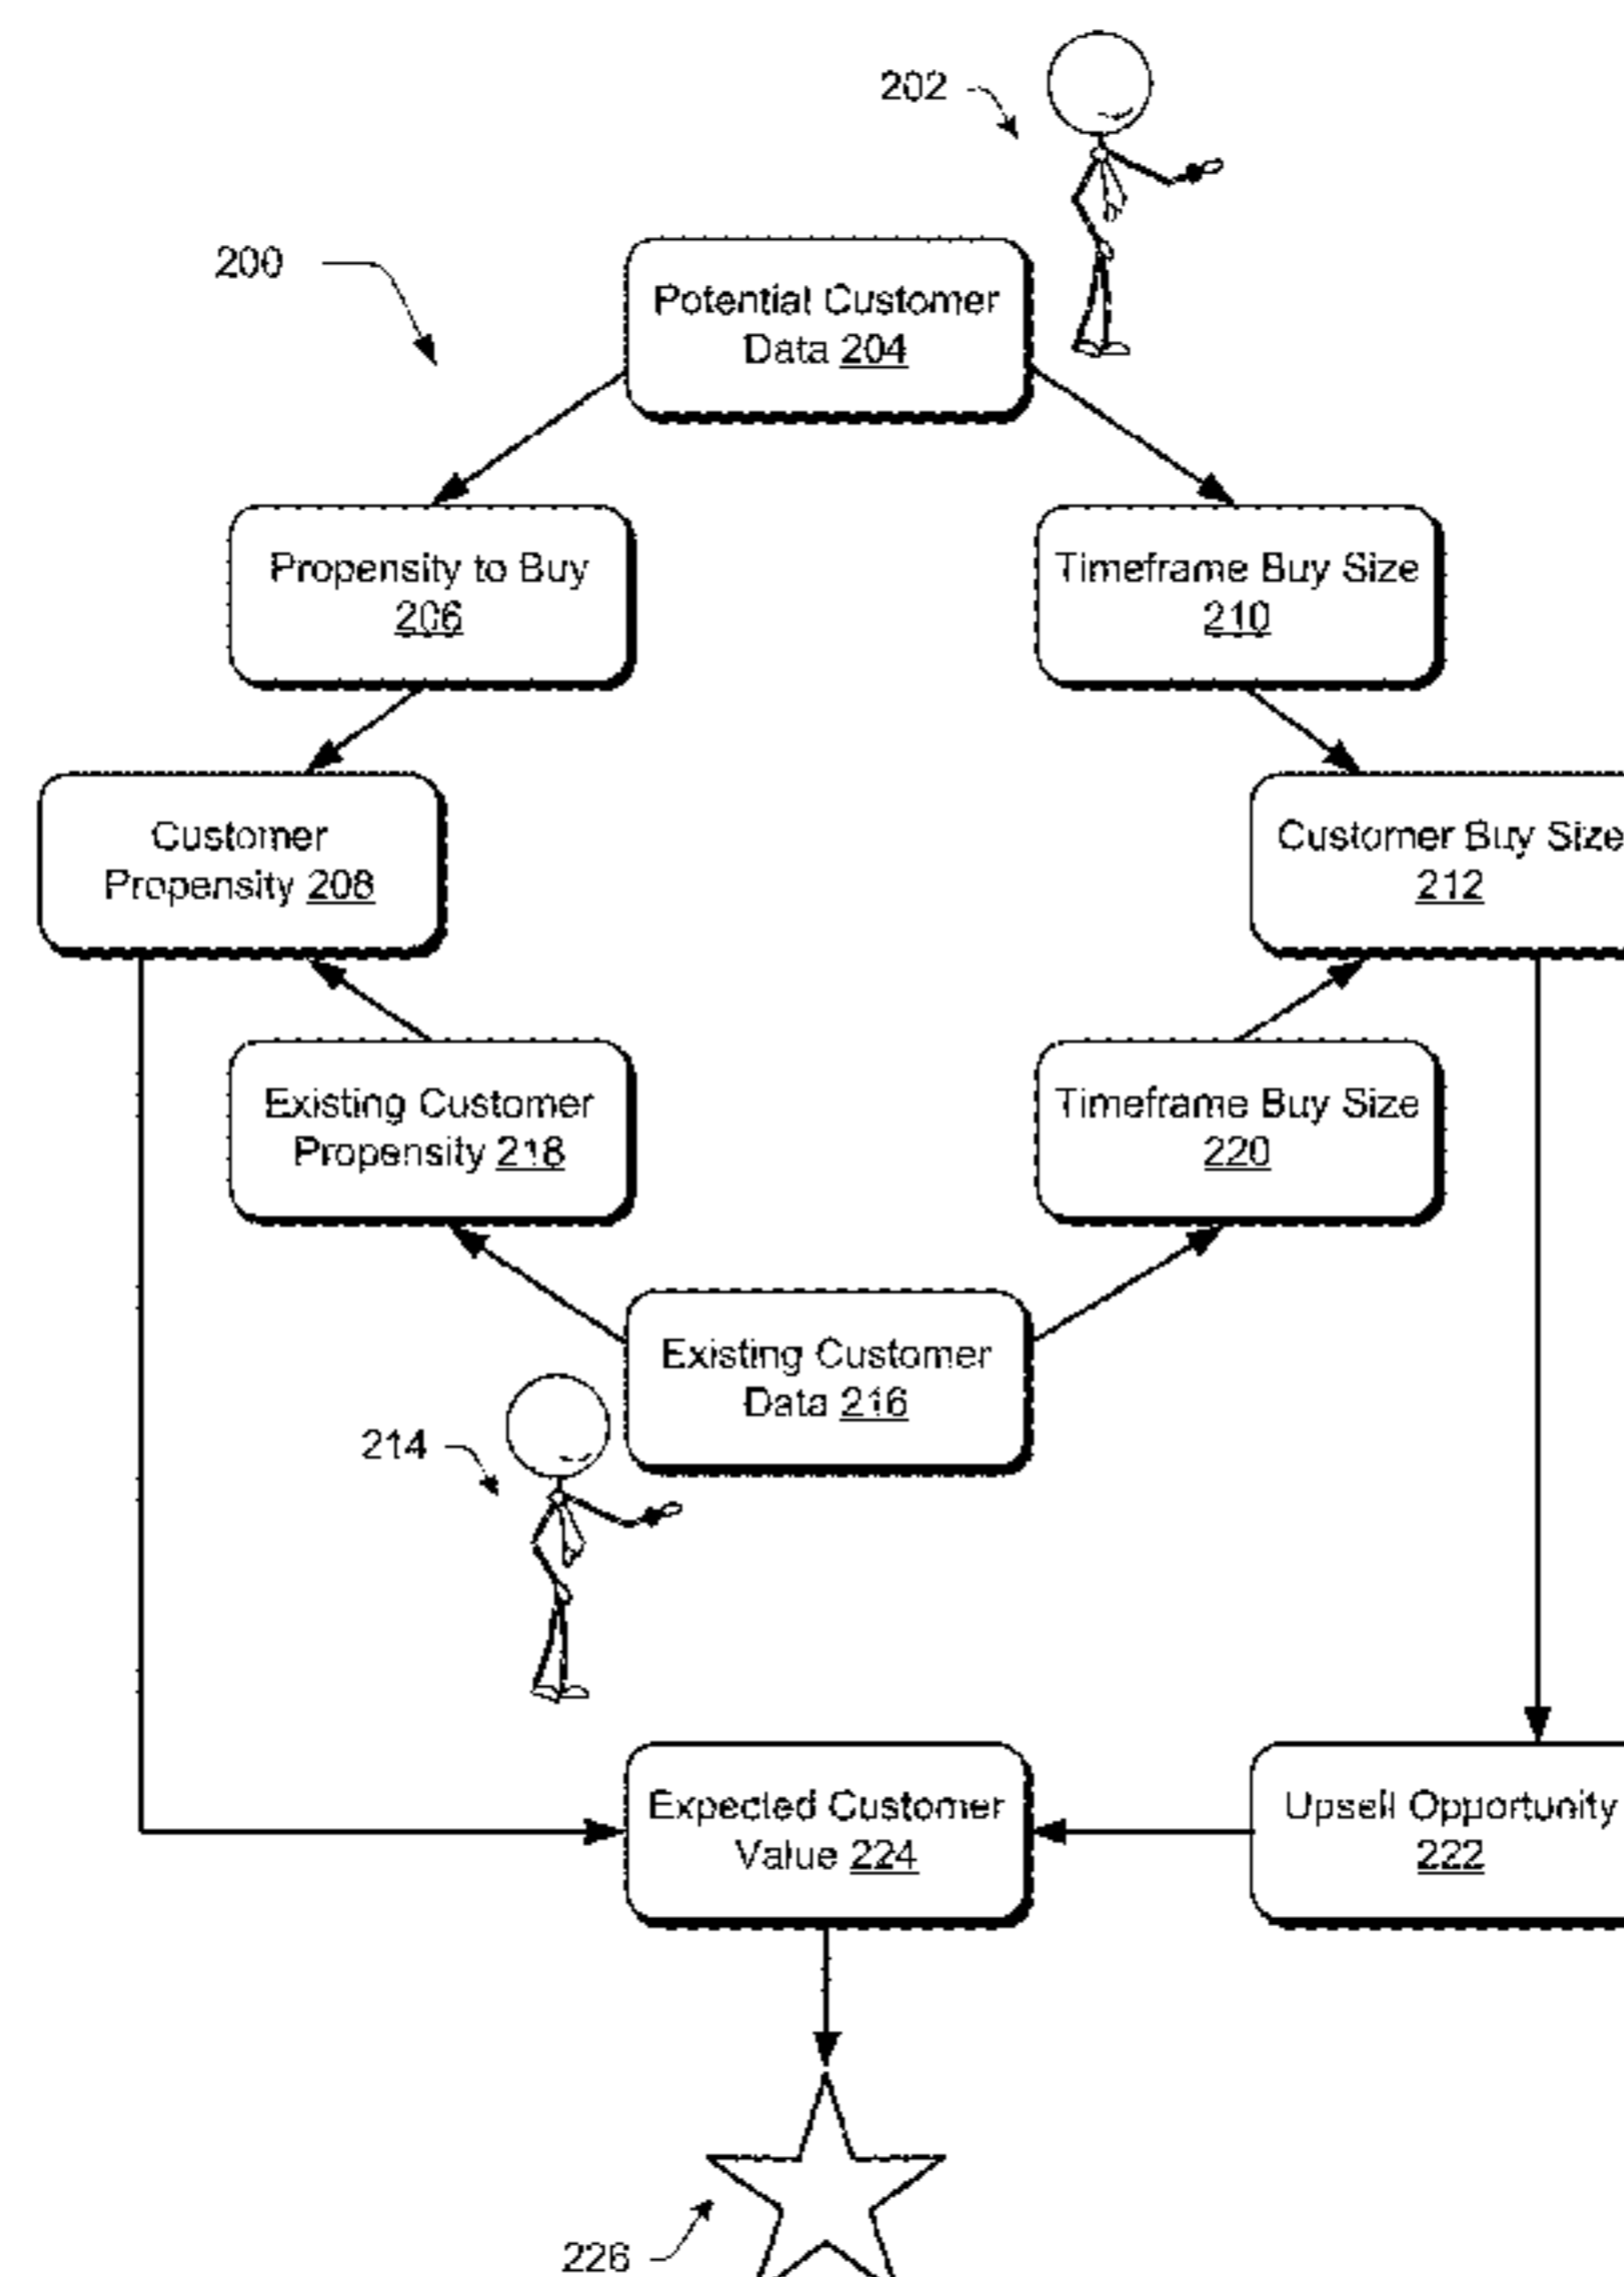 202
200
Potential Customer
Data 204
Propensity to Buy
206
Timeframe Buy Size
210
Customer
Propensity 208
Customer Buy Size
212
Existing Customer
Propensity 218
Timeframe Buy Size
220
Existing Customer
Data 216
214
Expected Customer
Value 224
Upsell Opportunity
222
226